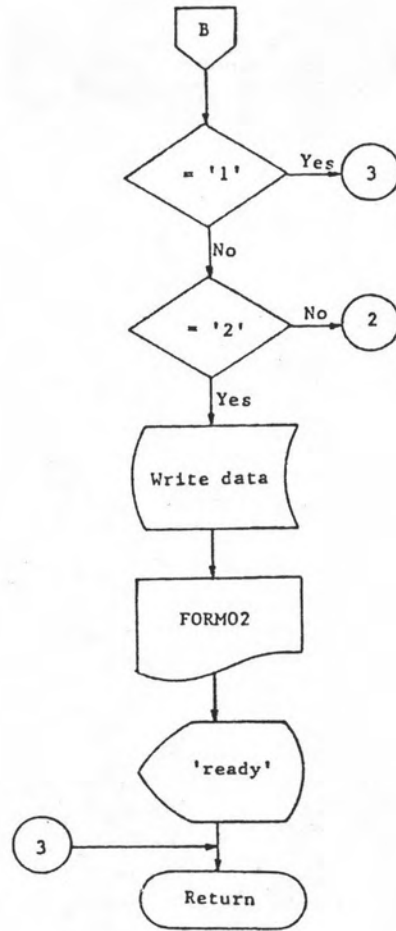 B
= '1'
Yes
3
No
= '2'
No
2
Yes
Write data
FORM02
'ready'
3
Return